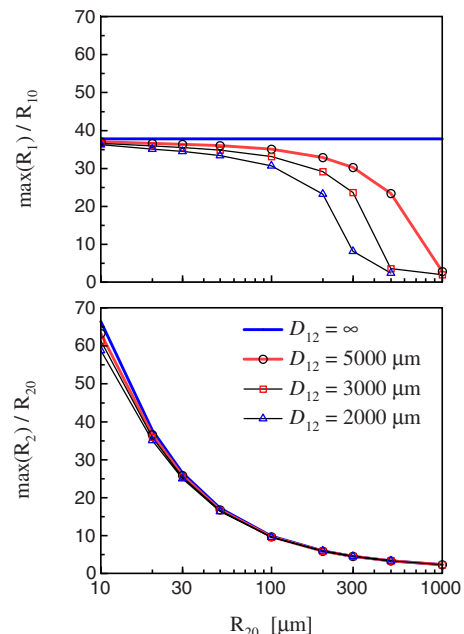 70
60
50
40
30
20
10
0
max(R₁) / R₁₀
70
60
50
40
30
20
10
0
max(R₂) / R₂₀
D₁₂ = ∞
D₁₂ = 5000 μm
D₁₂ = 3000 μm
D₁₂ = 2000 μm
10 30 100 300 1000
R₂₀ [μm]